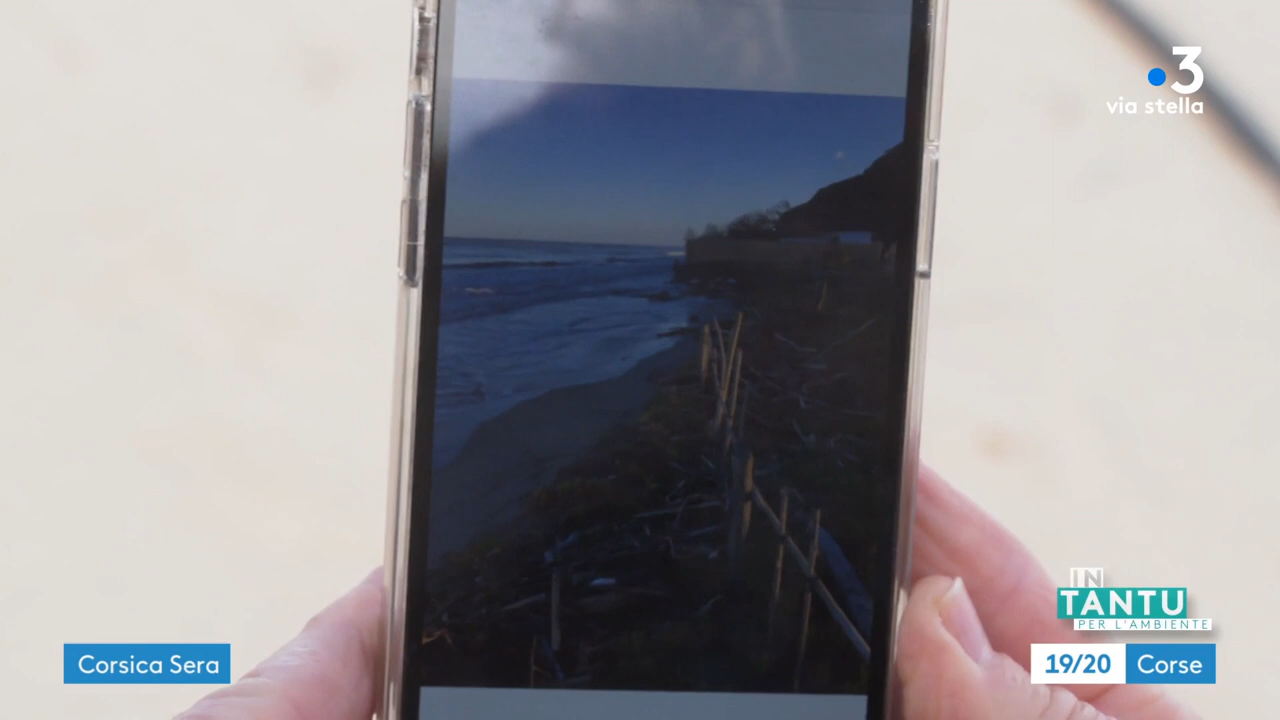 3
via stella
IN
TANTU
PER L'AMBIENTE
Corsica Sera
19/20 Corse